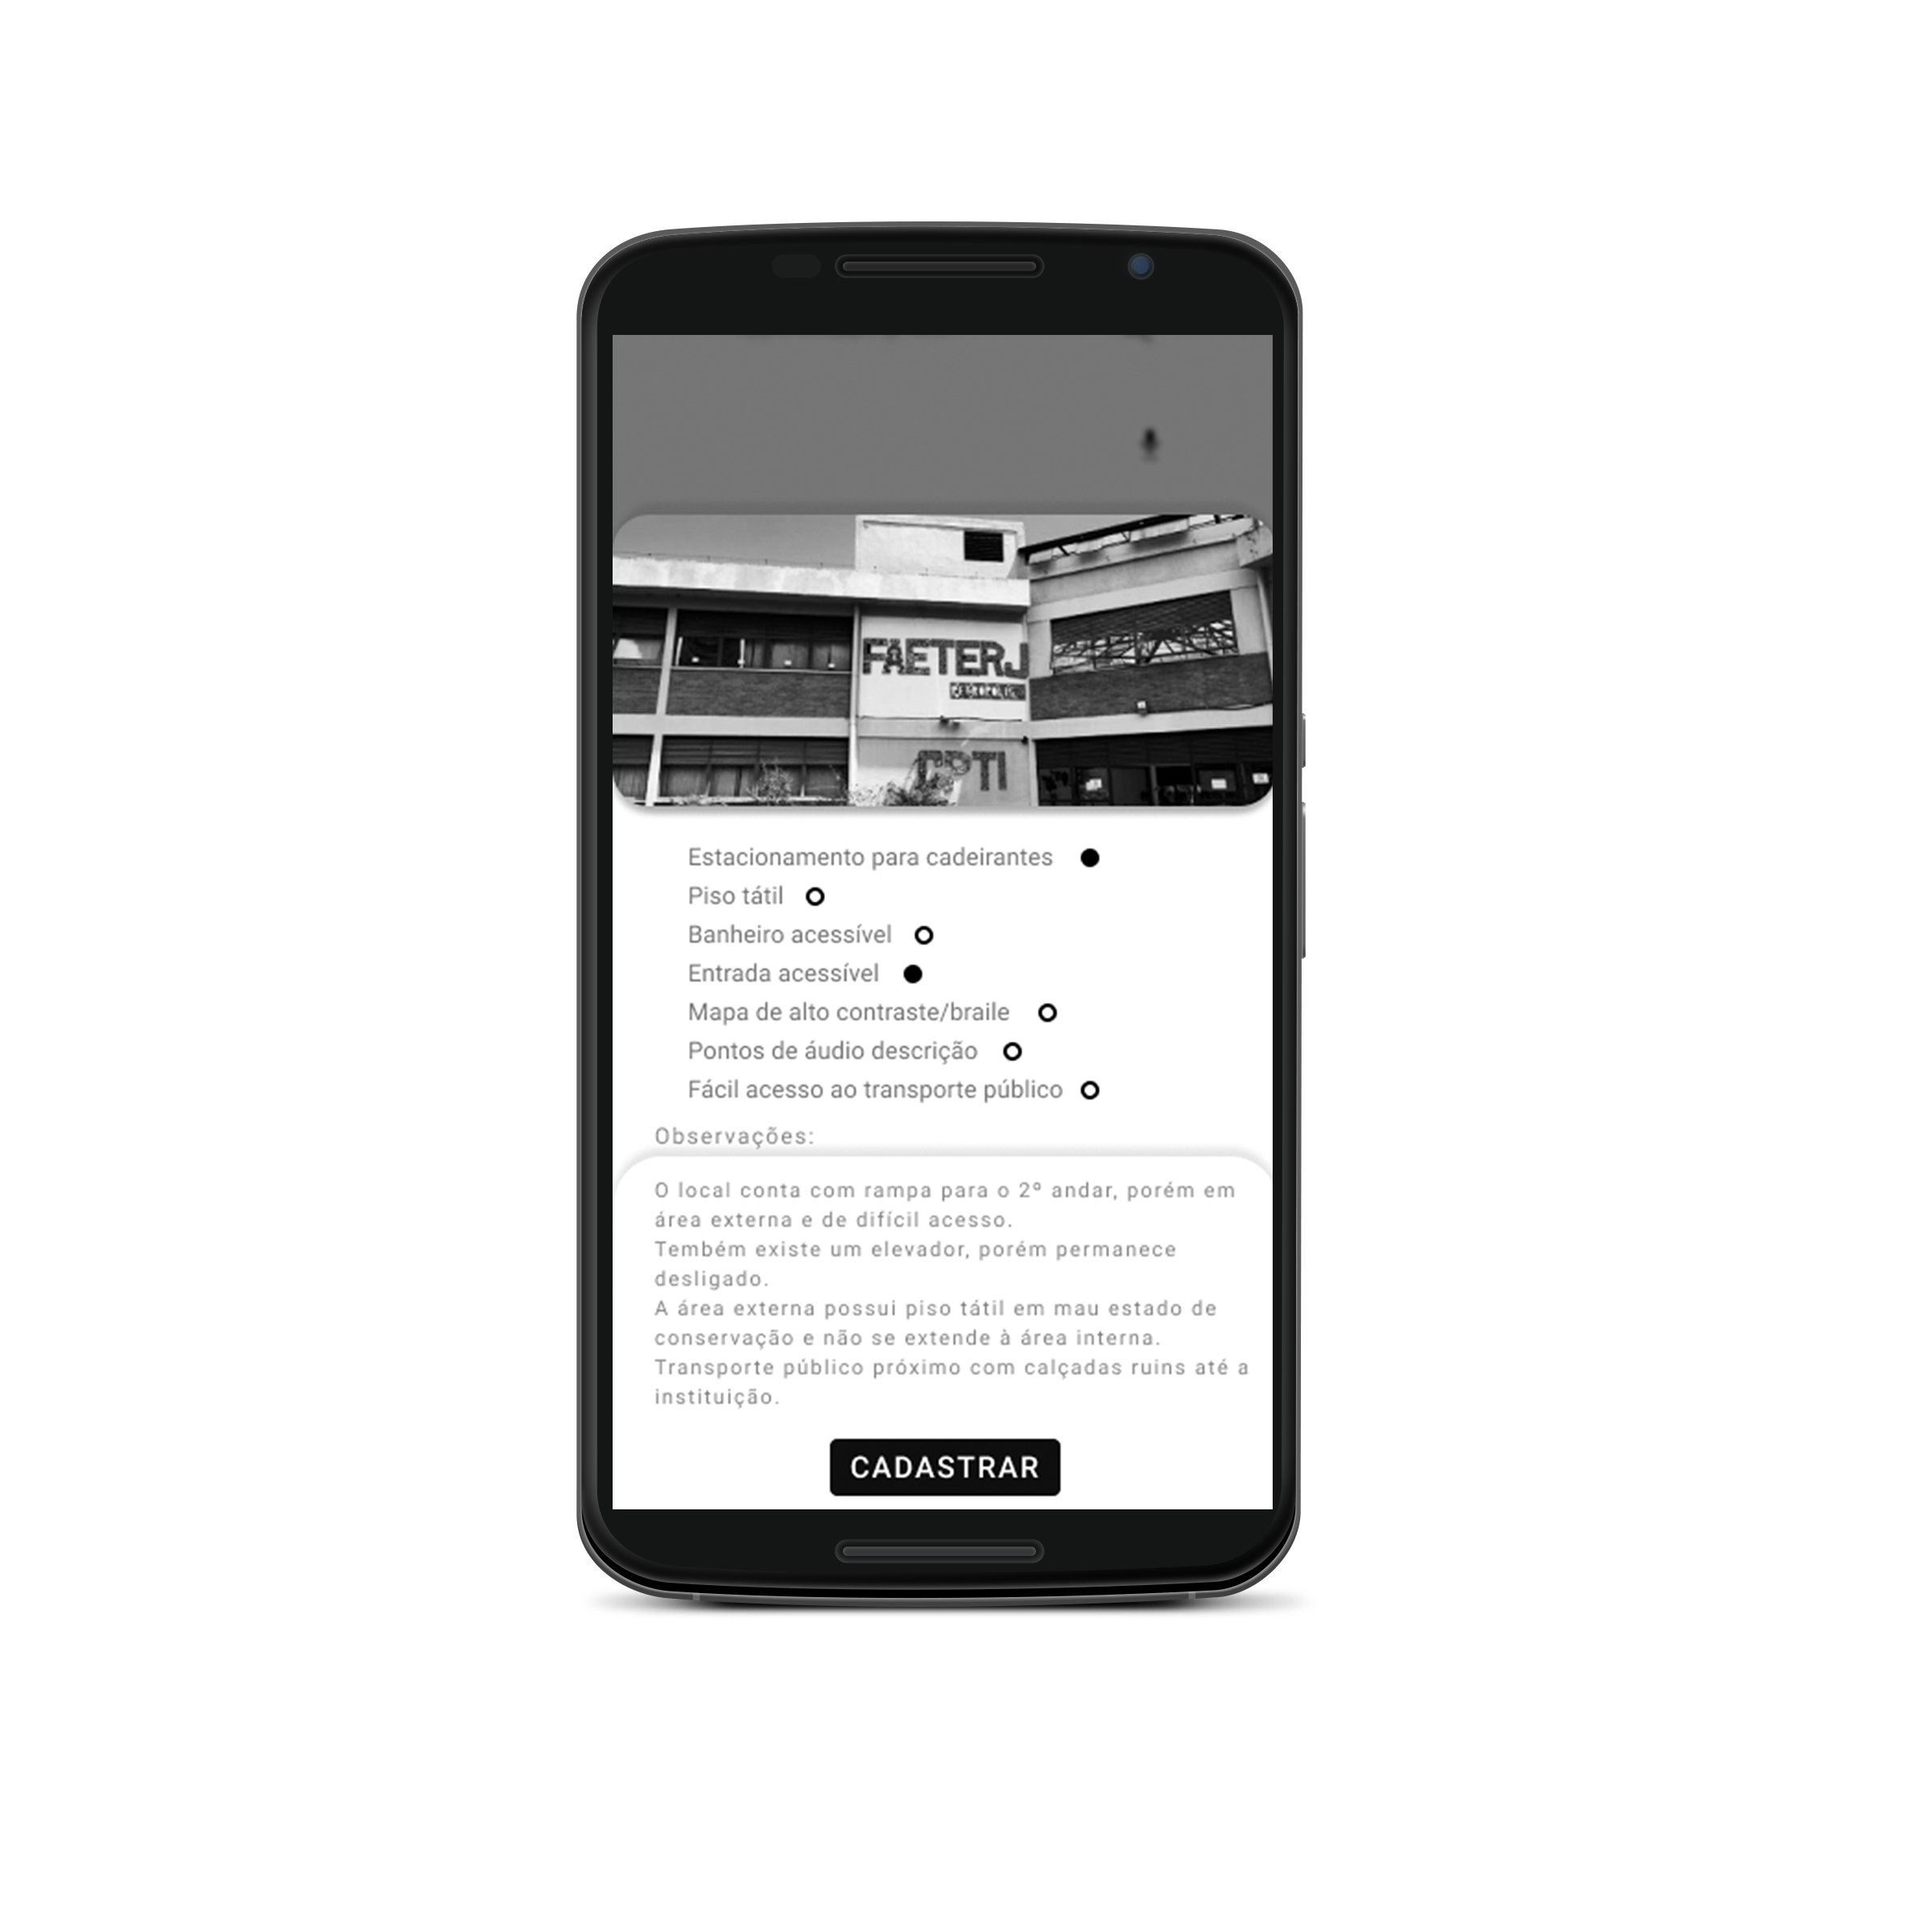 FAETERJ
CPTI
Estacionamento para cadeirantes
Piso tátil
Banheiro acessível
Entrada acessível
Mapa de alto contraste/braile
Pontos de áudio descrição
Fácil acesso ao transporte público
Observações:
O local conta com rampa para o 2º andar, porém em
área externa e de difícil acesso.
Tembém existe um elevador, porém permanece
desligado.
A área externa possui piso tátil em mau estado de
conservação e não se extende à área interna.
Transporte público próximo com calçadas ruins até a
instituição.
CADASTRAR